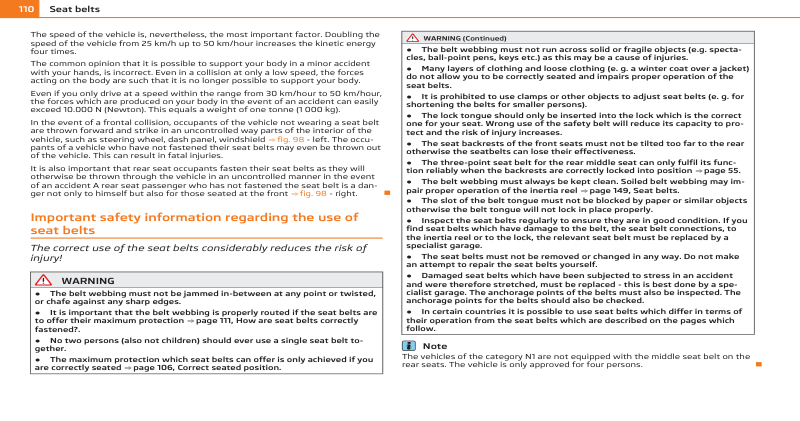 110 Seat belts
The speed of the vehicle is, nevertheless, the most important factor. Doubling the
speed of the vehicle from 25 km/h up to 50 km/hour increases the kinetic energy
four times.
The common opinion that it is possible to support your body in a minor accident
with your hands, is incorrect. Even in a collision at only a low speed, the forces
acting on the body are such that it is no longer possible to support your body.
Even if you only drive at a speed within the range from 30 km/hour to 50 km/hour,
the forces which are produced on your body in the event of an accident can easily
exceed 10.000 N (Newton). This equals a weight of one tonne (1 000 kg).
In the event of a frontal collision, occupants of the vehicle not wearing a seat belt
are thrown forward and strike in an uncontrolled way parts of the interior of the
vehicle, such as steering wheel, dash panel, windshield ⇒ fig. 98 - left. The occu-
pants of a vehicle who have not fastened their seat belts may even be thrown out
of the vehicle. This can result in fatal injuries.
It is also important that rear seat occupants fasten their seat belts as they will
otherwise be thrown through the vehicle in an uncontrolled manner in the event
of an accident A rear seat passenger who has not fastened the seat belt is a dan-
ger not only to himself but also for those seated at the front ⇒ fig. 98 - right.
Important safety information regarding the use of
seat belts
The correct use of the seat belts considerably reduces the risk of
injury!
WARNING
● The belt webbing must not be jammed in-between at any point or twisted,
or chafe against any sharp edges.
● It is important that the belt webbing is properly routed if the seat belts are
to offer their maximum protection ⇒ page 111, How are seat belts correctly
fastened?.
● No two persons (also not children) should ever use a single seat belt to-
gether.
● The maximum protection which seat belts can offer is only achieved if you
are correctly seated ⇒ page 106, Correct seated position.
WARNING (Continued)
● The belt webbing must not run across solid or fragile objects (e.g. specta-
cles, ball-point pens, keys etc.) as this may be a cause of injuries.
● Many layers of clothing and loose clothing (e. g. a winter coat over a jacket)
do not allow you to be correctly seated and impairs proper operation of the
seat belts.
● It is prohibited to use clamps or other objects to adjust seat belts (e. g. for
shortening the belts for smaller persons).
● The lock tongue should only be inserted into the lock which is the correct
one for your seat. Wrong use of the safety belt will reduce its capacity to pro-
tect and the risk of injury increases.
● The seat backrests of the front seats must not be tilted too far to the rear
otherwise the seatbelts can lose their effectiveness.
● The three-point seat belt for the rear middle seat can only fulfil its func-
tion reliably when the backrests are correctly locked into position ⇒ page 55.
● The belt webbing must always be kept clean. Soiled belt webbing may im-
pair proper operation of the inertia reel ⇒ page 149, Seat belts.
● The slot of the belt tongue must not be blocked by paper or similar objects
otherwise the belt tongue will not lock in place properly.
● Inspect the seat belts regularly to ensure they are in good condition. If you
find seat belts which have damage to the belt, the seat belt connections, to
the inertia reel or to the lock, the relevant seat belt must be replaced by a
specialist garage.
● The seat belts must not be removed or changed in any way. Do not make
an attempt to repair the seat belts yourself.
● Damaged seat belts which have been subjected to stress in an accident
and were therefore stretched, must be replaced - this is best done by a spe-
cialist garage. The anchorage points of the belts must also be inspected. The
anchorage points for the belts should also be checked.
● In certain countries it is possible to use seat belts which differ in terms of
their operation from the seat belts which are described on the pages which
follow.
Note
The vehicles of the category N1 are not equipped with the middle seat belt on the
rear seats. The vehicle is only approved for four persons.